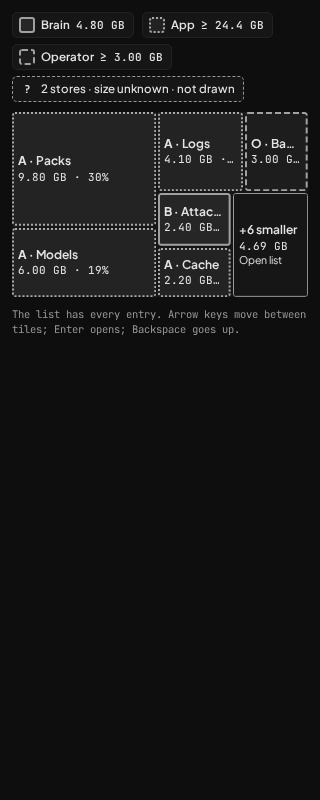 Brain 4.80 GB
App ≥ 24.4 GB
Operator ≥ 3.00 GB
? 2 stores · size unknown · not drawn
A · Packs
9.80 GB · 30%
A · Logs
4.10 GB ·…
O · Ba…
3.00 G…
B · Attac…
2.40 GB…
+6 smaller
4.69 GB
Open list
A · Models
6.00 GB · 19%
A · Cache
2.20 GB…
The list has every entry. Arrow keys move between
tiles; Enter opens; Backspace goes up.